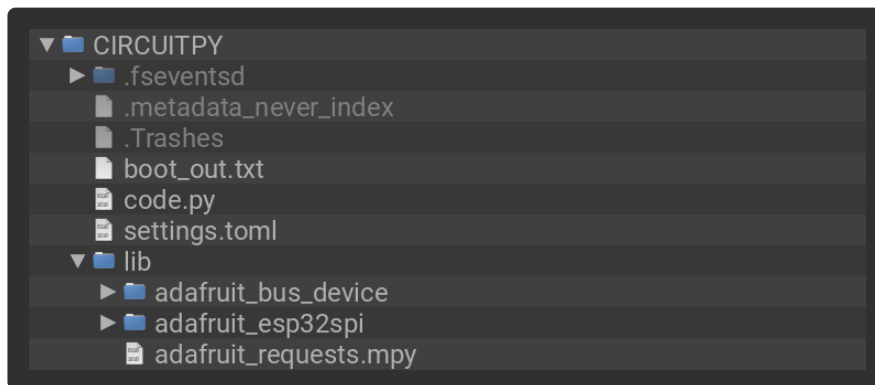 CIRCUITPY
.fseventsd
.metadata_never_index
.Trashes
boot_out.txt
code.py
settings.toml
lib
adafruit_bus_device
adafruit_esp32spi
adafruit_requests.mpy